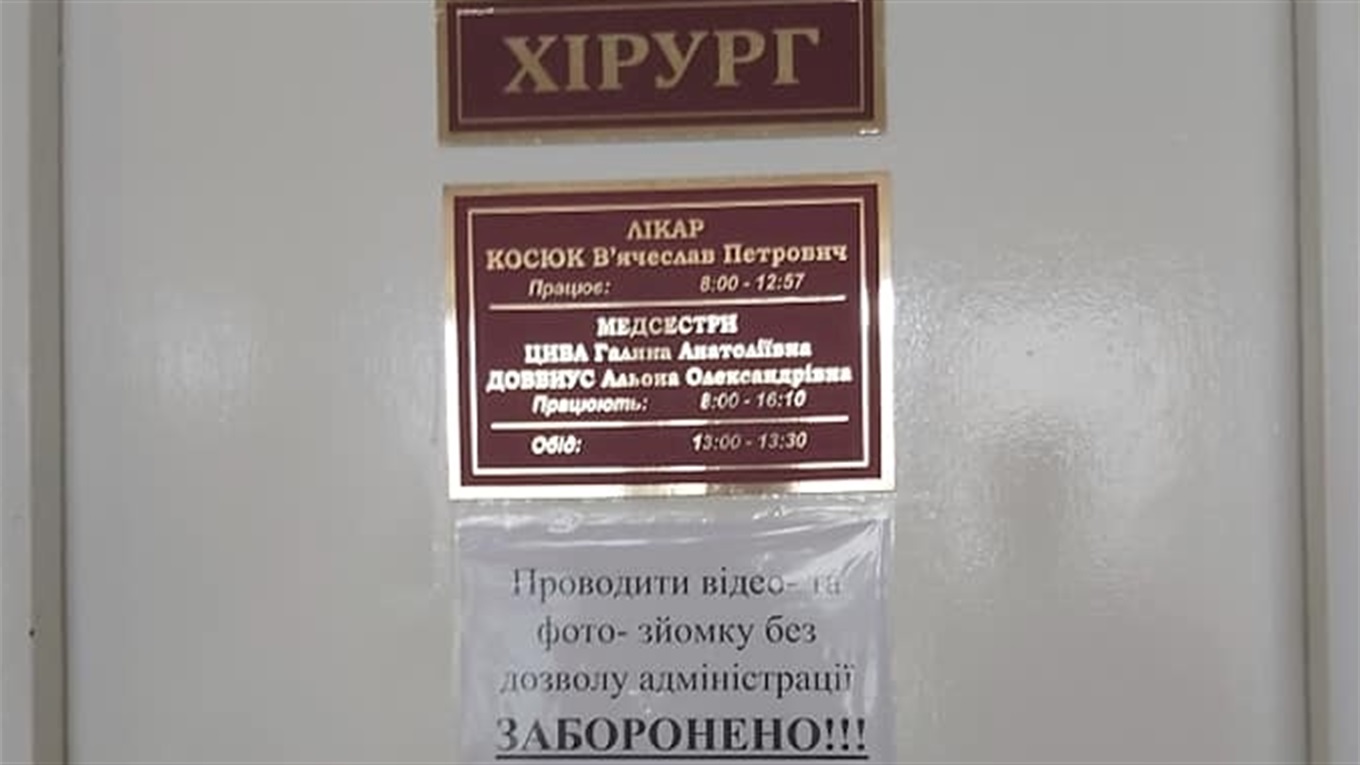 ХІРУРГ
ЛІКАР
КОСЮК В'ячеслав Петрович
Працює: 8:00 - 12:57
МЕДСЕСТРИ
ЦИВА Галина Анатоліївна
ДОВБИУС Альона Олександрівна
Працюють: 8:00 - 16:10
Обід: 13:00 - 13:30
Проводити відео- та
фото- зйомку без
дозволу адміністрації
ЗАБОРОНЕНО!!!